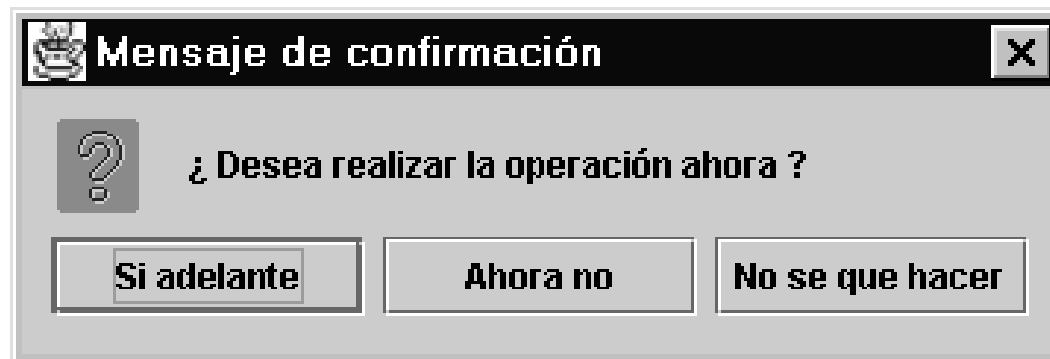 Mensaje de confirmación
¿ Desea realizar la operación ahora ?
Si adelante
Ahora no
No se que hacer